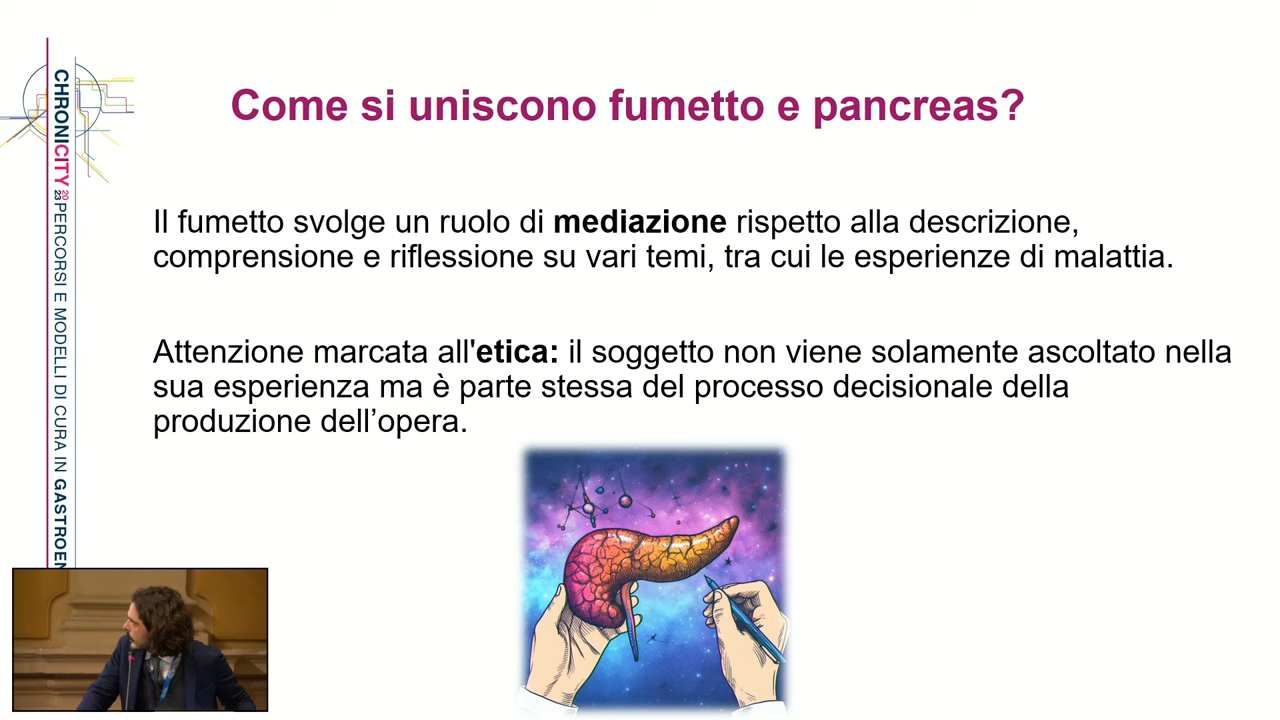 Come si uniscono fumetto e pancreas?
Il fumetto svolge un ruolo di mediazione rispetto alla descrizione,
comprensione e riflessione su vari temi, tra cui le esperienze di malattia.
Attenzione marcata all'etica: il soggetto non viene solamente ascoltato nella
sua esperienza ma è parte stessa del processo decisionale della
produzione dell’opera.
CHRONICITY 2023 PERCORSI E MODELLI DI CURA IN GASTROEN